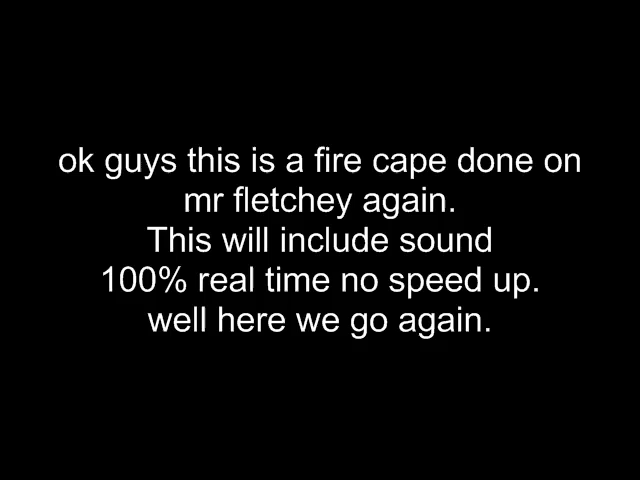 ok guys this is a fire cape done on
mr fletchey again.
This will include sound
100% real time no speed up.
well here we go again.